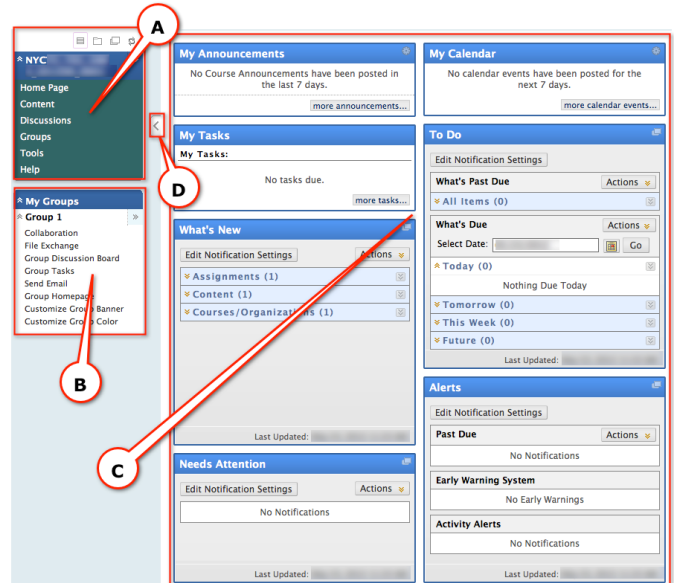 A
NYC
Home Page
Content
Discussions
Groups
Tools
Help
D
My Groups
Group 1
Collaboration
File Exchange
Group Discussion Board
Group Tasks
Send Email
Group Homepage
Customize Group Banner
Customize Group Color
B
My Announcements
No Course Announcements have been posted in
the last 7 days.
more announcements...
My Tasks
My Tasks:
No tasks due.
more tasks...
What's New
Edit Notification Settings
Actions
Assignments (1)
Content (1)
Courses/Organizations (1)
Last Updated:
C
Needs Attention
Edit Notification Settings
Actions
No Notifications
Last Updated:
My Calendar
No calendar events have been posted for the
next 7 days.
more calendar events...
To Do
Edit Notification Settings
What's Past Due
Actions
All Items (0)
What's Due
Actions
Select Date:
Go
Today (0)
Nothing Due Today
Tomorrow (0)
This Week (0)
Future (0)
Last Updated:
Alerts
Edit Notification Settings
Past Due
Actions
No Notifications
Early Warning System
No Early Warnings
Activity Alerts
No Notifications
Last Updated: